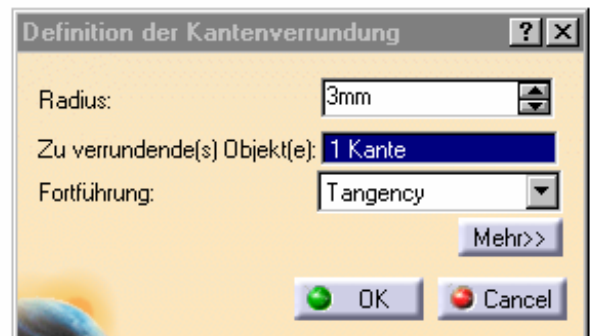 Definition der Kantenverrundung ? X
Radius: 3mm
Zu verrundende(s) Objekt(e): 1 Kante
Fortführung: Tangency
Mehr>>
OK Cancel